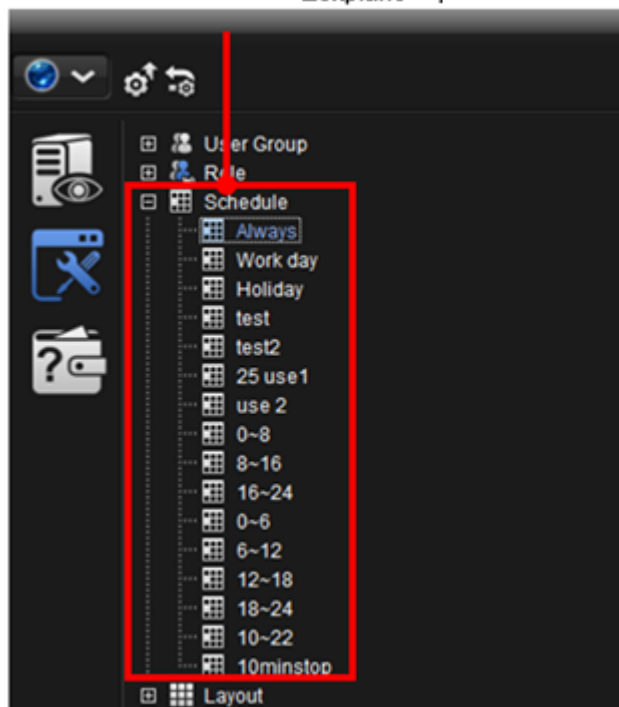 User Group
Role
Schedule
Always
Work day
Holiday
test
test2
25 use1
use 2
0~8
8~16
16~24
0~6
6~12
12~18
18~24
10~22
10minstop
Layout